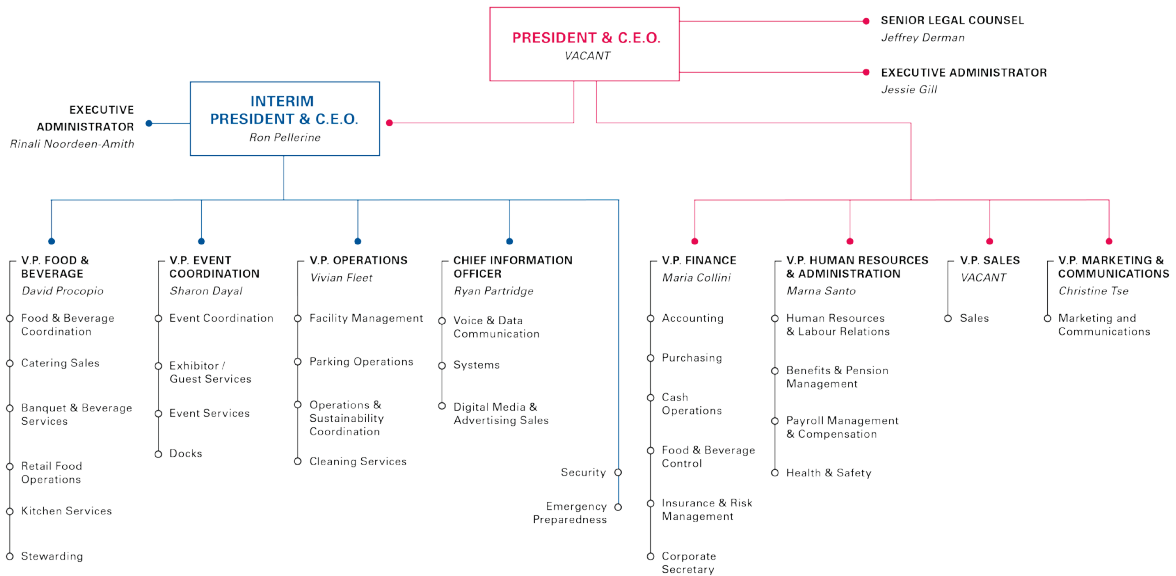 PRESIDENT & C.E.O.
VACANT
SENIOR LEGAL COUNSEL
Jeffrey Derman
EXECUTIVE ADMINISTRATOR
Jessie Gill
EXECUTIVE
ADMINISTRATOR
Rinali Noordeen-Amith
INTERIM
PRESIDENT & C.E.O.
Ron Pellerine
V.P. FOOD &
BEVERAGE
David Procopio
Food & Beverage
Coordination
Catering Sales
Banquet & Beverage
Services
Retail Food
Operations
Kitchen Services
Stewarding
V.P. EVENT
COORDINATION
Sharon Dayal
Event Coordination
Exhibitor /
Guest Services
Event Services
Docks
V.P. OPERATIONS
Vivian Fleet
Facility Management
Parking Operations
Operations &
Sustainability
Coordination
Cleaning Services
CHIEF INFORMATION
OFFICER
Ryan Partridge
Voice & Data
Communication
Systems
Digital Media &
Advertising Sales
Security
Emergency
Preparedness
V.P. FINANCE
Maria Collini
Accounting
Purchasing
Cash
Operations
Food & Beverage
Control
Insurance & Risk
Management
Corporate
Secretary
V.P. HUMAN RESOURCES
& ADMINISTRATION
Marna Santo
Human Resources
& Labour Relations
Benefits & Pension
Management
Payroll Management
& Compensation
Health & Safety
V.P. SALES
VACANT
Sales
V.P. MARKETING &
COMMUNICATIONS
Christine Tse
Marketing and
Communications